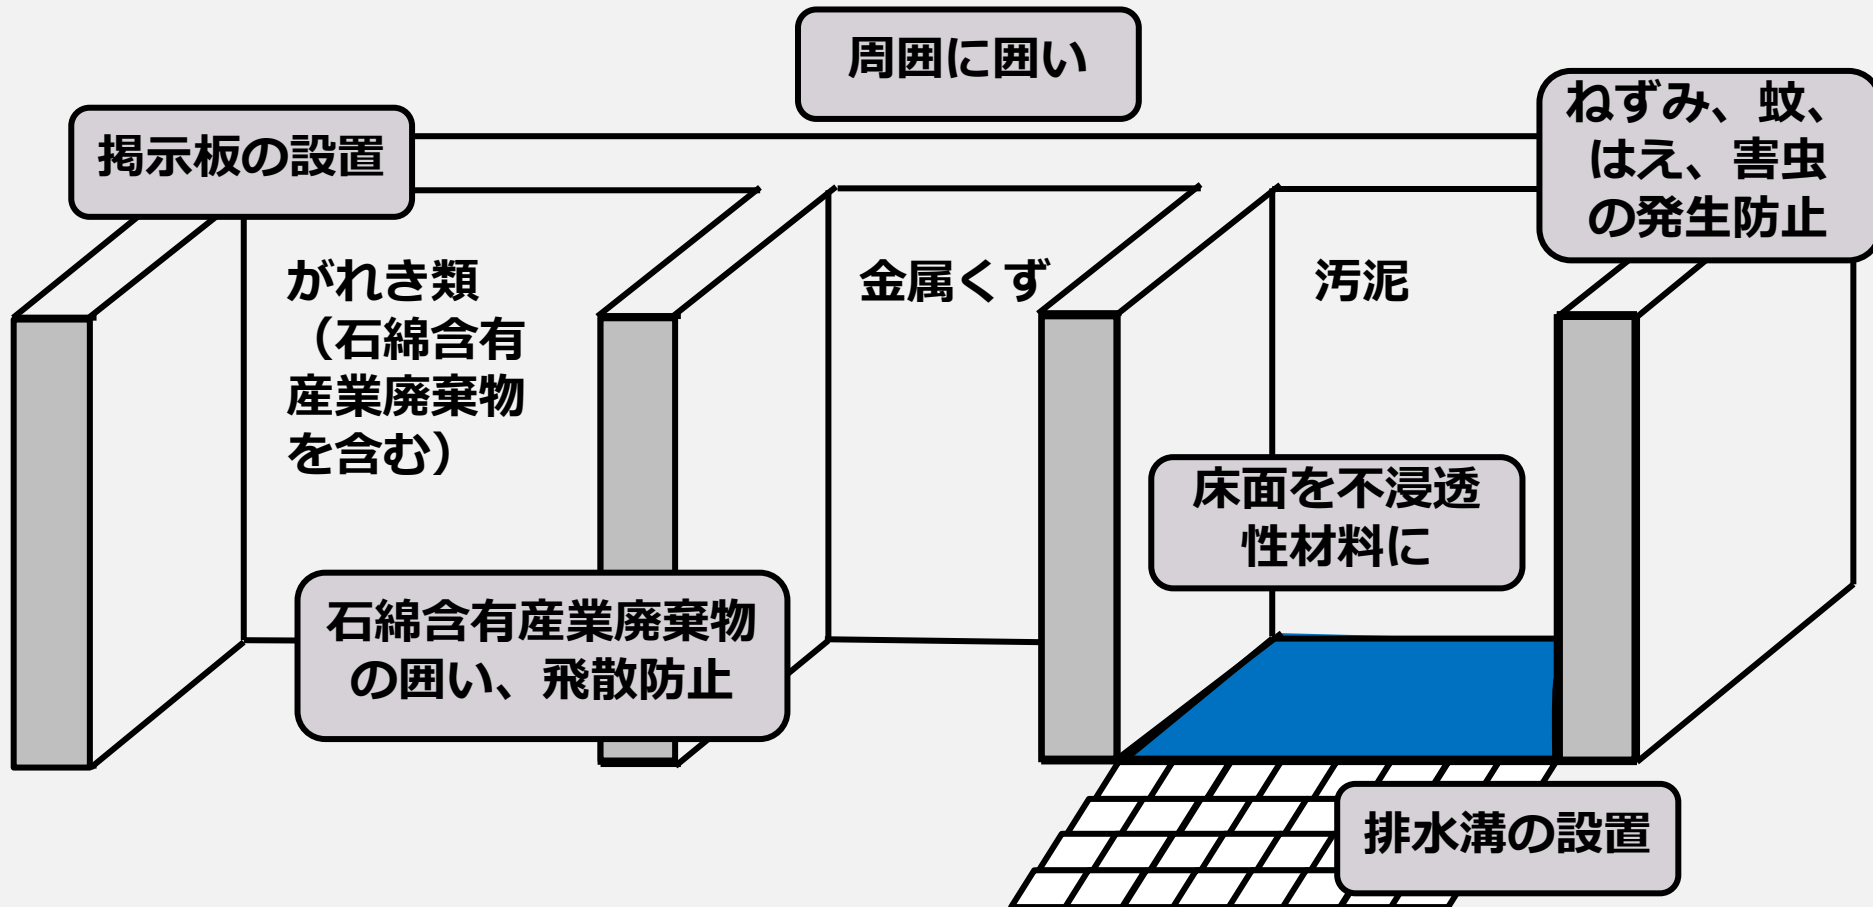 周囲に囲い
掲示板の設置
ねずみ、蚊、
はえ、害虫
の発生防止
がれき類
（石綿含有
産業廃棄物
を含む）
金属くず
汚泥
床面を不浸透
性材料に
石綿含有産業廃棄物
の囲い、飛散防止
排水溝の設置